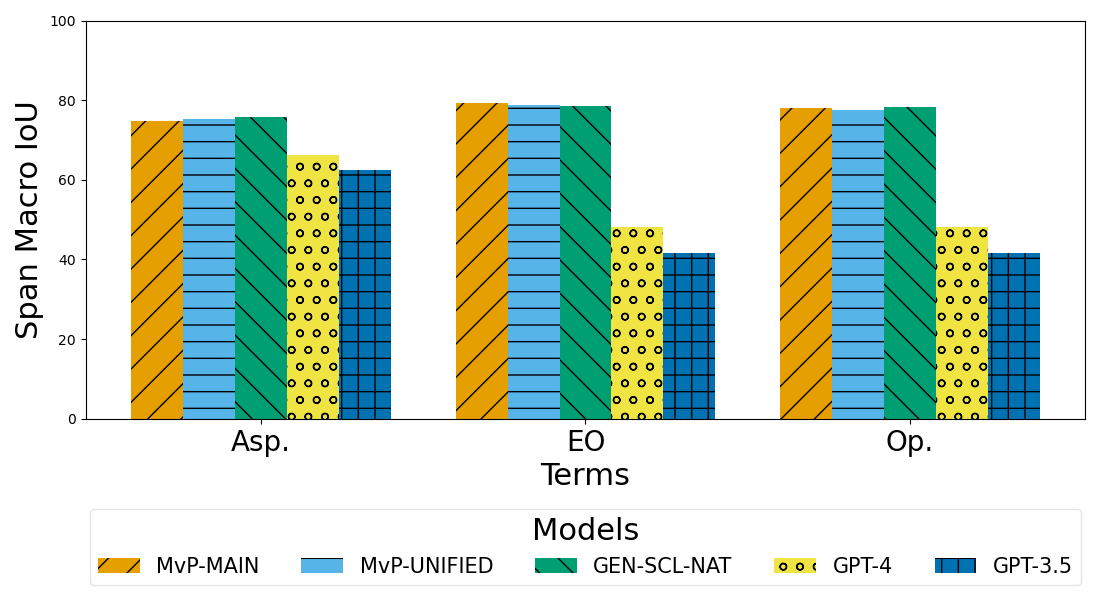 100
80
60
40
20
0
Span Macro IoU
Asp. EO Op.
Terms
Models
MvP-MAIN MvP-UNIFIED GEN-SCL-NAT GPT-4 GPT-3.5